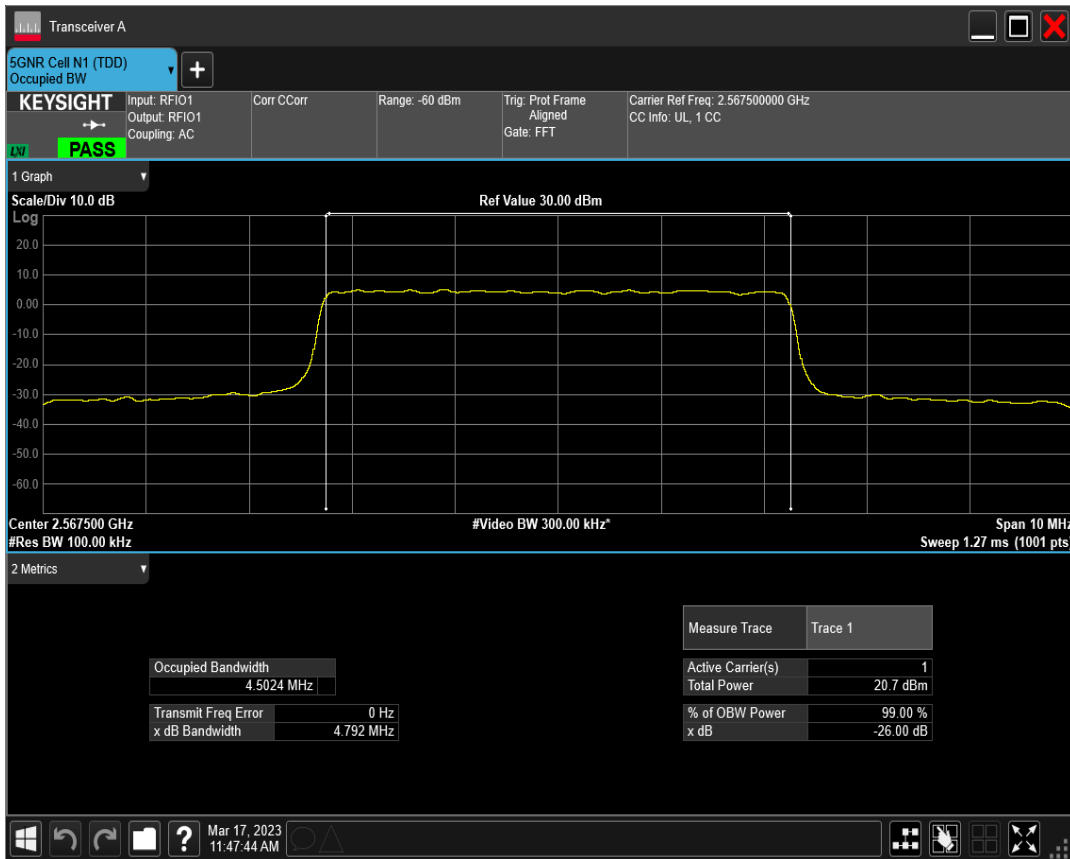 Transceiver A
5GNR Cell N1 (TDD)
Occupied BW
+
KEYSIGHT
LXI
PASS
Input: RFIO1
Output: RFIO1
Coupling: AC
Corr CCorr
Range: -60 dBm
Trig: Prot Frame
Aligned
Gate: FFT
Carrier Ref Freq: 2.567500000 GHz
CC Info: UL, 1 CC
1 Graph
Scale/Div 10.0 dB
Ref Value 30.00 dBm
Log
20.0
10.0
0.00
-10.0
-20.0
-30.0
-40.0
-50.0
-60.0
Center 2.567500 GHz
#Video BW 300.00 kHz*
Span 10 MHz
#Res BW 100.00 kHz
Sweep 1.27 ms (1001 pts)
2 Metrics
Measure Trace Trace 1
Occupied Bandwidth
4.5024 MHz
Active Carrier(s) 1
Total Power 20.7 dBm
Transmit Freq Error 0 Hz
x dB Bandwidth 4.792 MHz
% of OBW Power 99.00 %
x dB -26.00 dB
?
Mar 17, 2023
11:47:44 AM